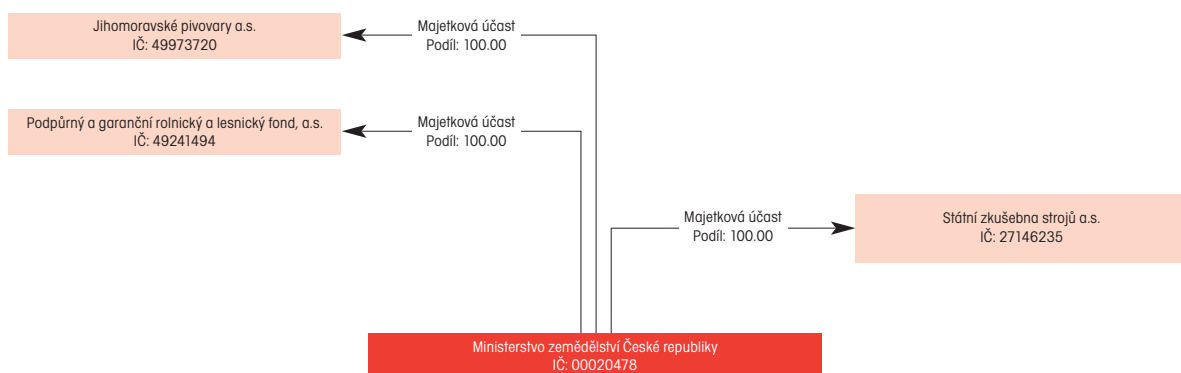 Jihomoravské pivovary a.s.
IČ: 49973720
Majetková účast
Podíl: 100.00
Podpůrný a garanční rolnický a lesnický fond, a.s.
IČ: 49241494
Majetková účast
Podíl: 100.00
Majetková účast
Podíl: 100.00
Státní zkušebna strojů a.s.
IČ: 27146235
Ministerstvo zemědělství České republiky
IČ: 00020478